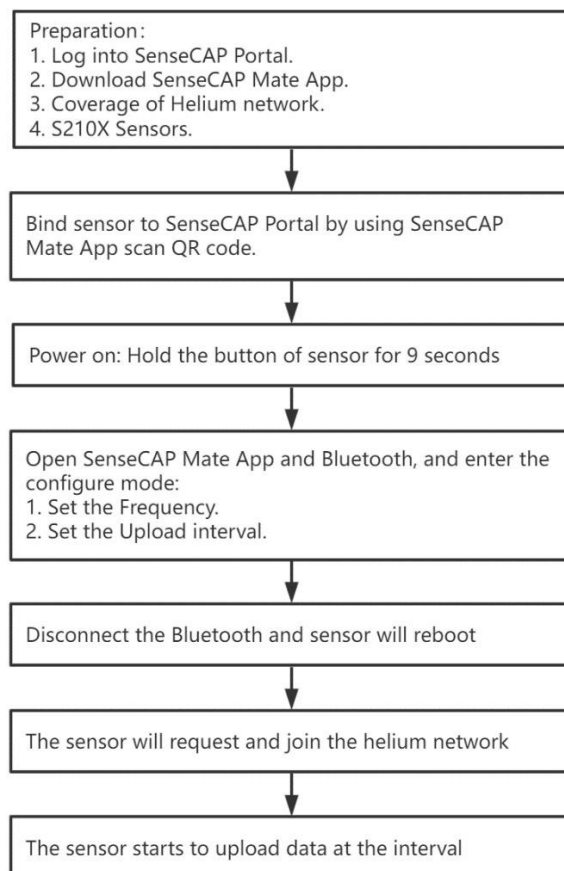 Preparation:
1. Log into SenseCAP Portal.
2. Download SenseCAP Mate App.
3. Coverage of Helium network.
4. S210X Sensors.
Bind sensor to SenseCAP Portal by using SenseCAP
Mate App scan QR code.
Power on: Hold the button of sensor for 9 seconds
Open SenseCAP Mate App and Bluetooth, and enter the
configure mode:
1. Set the Frequency.
2. Set the Upload interval.
Disconnect the Bluetooth and sensor will reboot
The sensor will request and join the helium network
The sensor starts to upload data at the interval